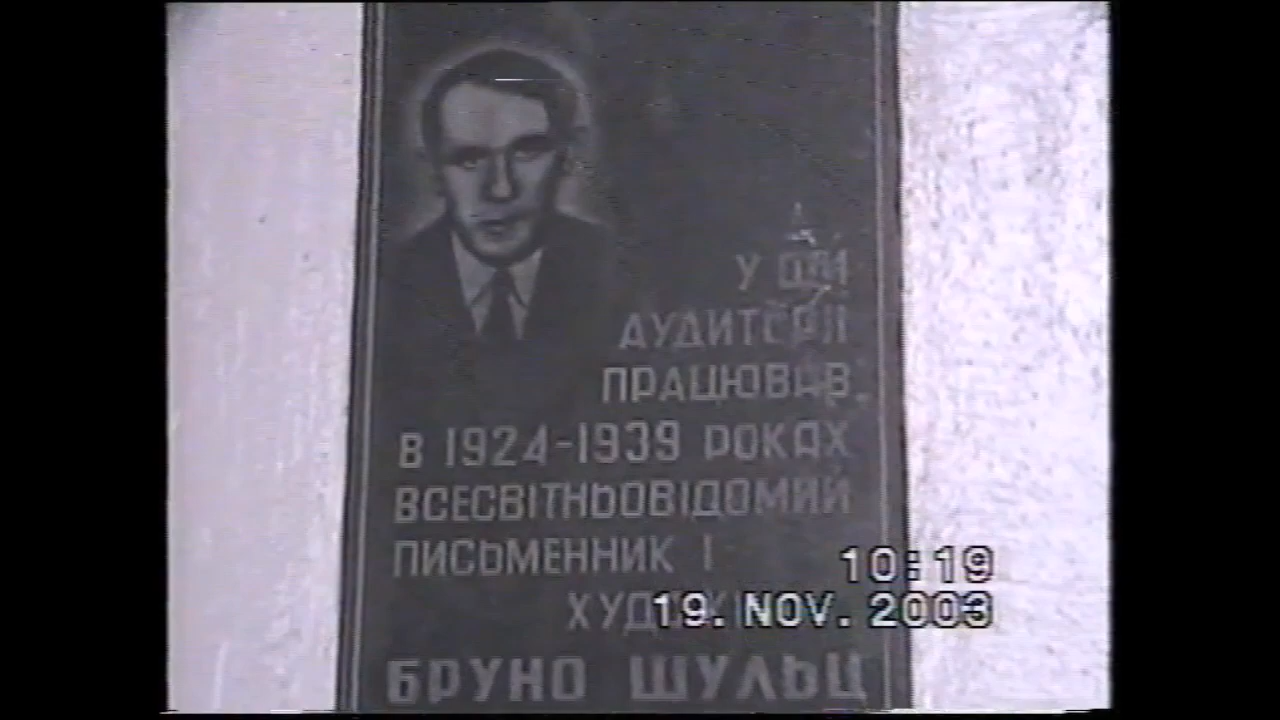 У ЦІЙ
АУДИТОРІЇ
ПРАЦЮВАВ
В 1924-1939 РОКАХ
ВСЕСВІТНЬОВІДОМИЙ
ПИСЬМЕННИК І
10:19
19. NOV. 2003
БРУНО ШУЛЬЦ